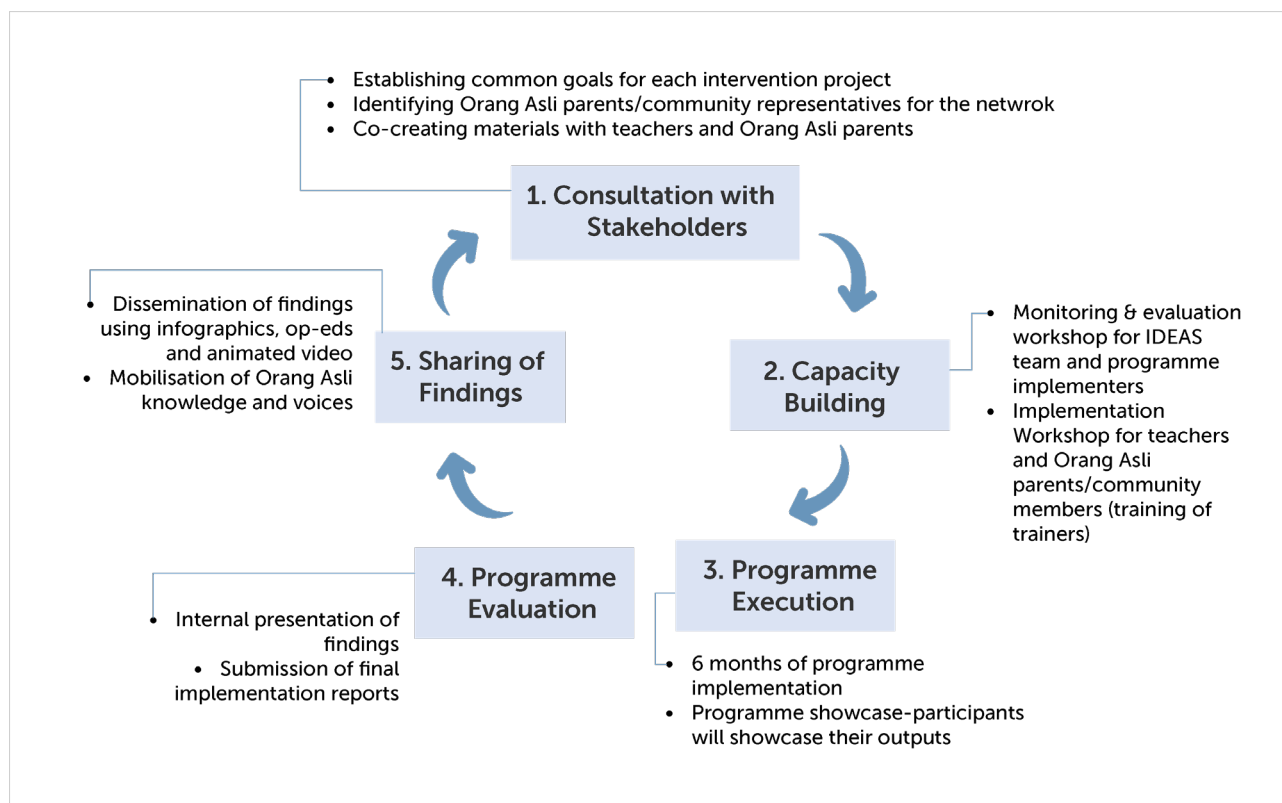 • Establishing common goals for each intervention project
• Identifying Orang Asli parents/community representatives for the netwrok
• Co-creating materials with teachers and Orang Asli parents
1. Consultation with
Stakeholders
• Monitoring & evaluation
workshop for IDEAS
team and programme
implementers
• Implementation
Workshop for teachers
and Orang Asli
parents/community
members (training of
trainers)
2. Capacity
Building
3. Programme
Execution
• 6 months of programme
implementation
• Programme showcase-participants
will showcase their outputs
4. Programme
Evaluation
• Internal presentation of
findings
• Submission of final
implementation reports
5. Sharing of
Findings
• Dissemination of findings
using infographics, op-eds
and animated video
• Mobilisation of Orang Asli
knowledge and voices